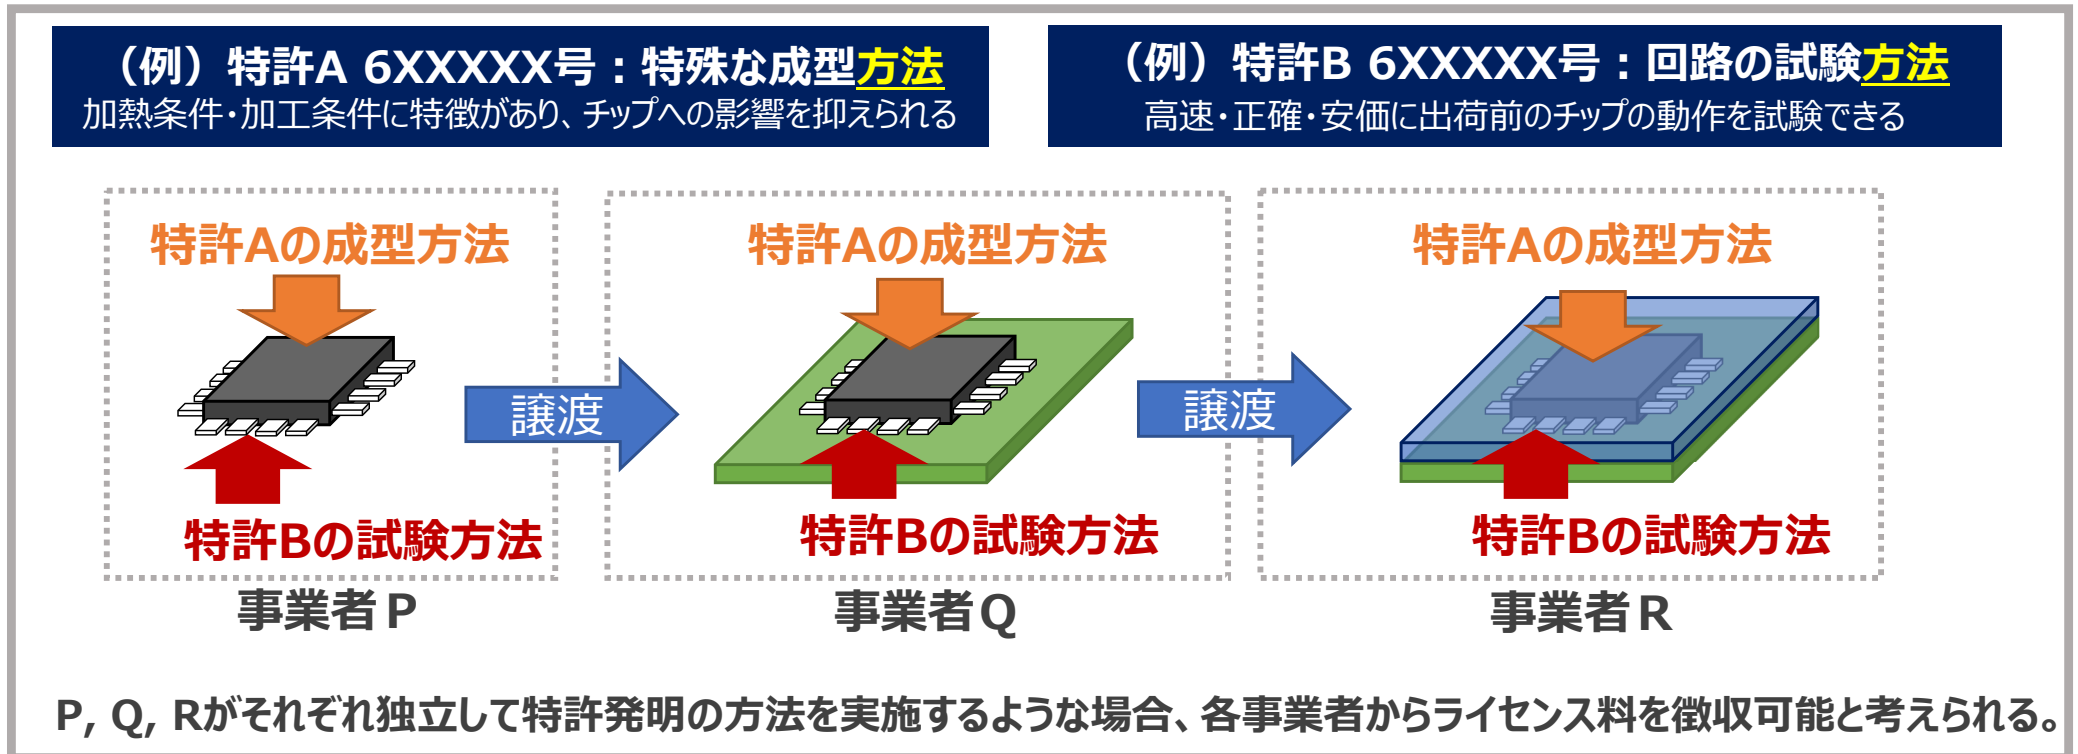 （例）特許A 6XXXXX号：特殊な成型方法
加熱条件・加工条件に特徴があり、チップへの影響を抑えられる
（例）特許B 6XXXXX号：回路の試験方法
高速・正確・安価に出荷前のチップの動作を試験できる
特許Aの成型方法
特許Bの試験方法
事業者P
譲渡
特許Aの成型方法
特許Bの試験方法
事業者Q
譲渡
特許Aの成型方法
特許Bの試験方法
事業者R
P, Q, Rがそれぞれ独立して特許発明の方法を実施するような場合、各事業者からライセンス料を徴収可能と考えられる。